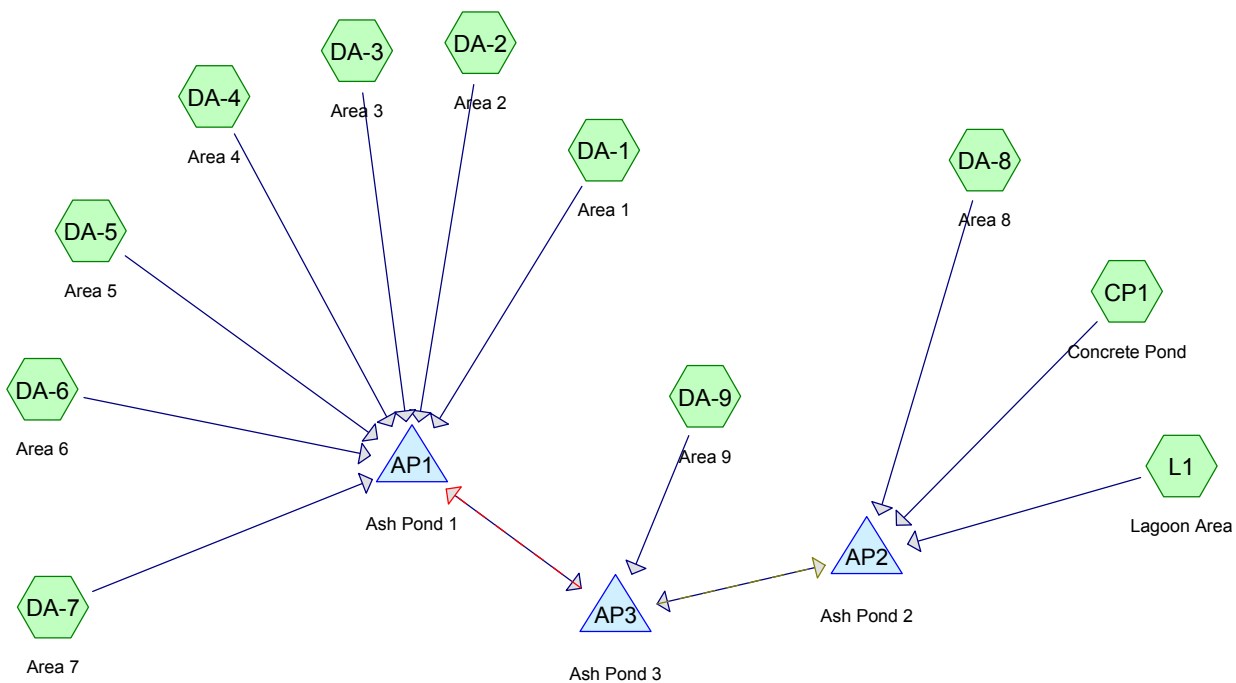 DA-3
Area 3
DA-2
Area 2
DA-4
Area 4
DA-1
Area 1
DA-8
Area 8
DA-5
Area 5
CP1
Concrete Pond
DA-6
Area 6
DA-9
Area 9
AP1
Ash Pond 1
L1
Lagoon Area
AP2
Ash Pond 2
DA-7
Area 7
AP3
Ash Pond 3